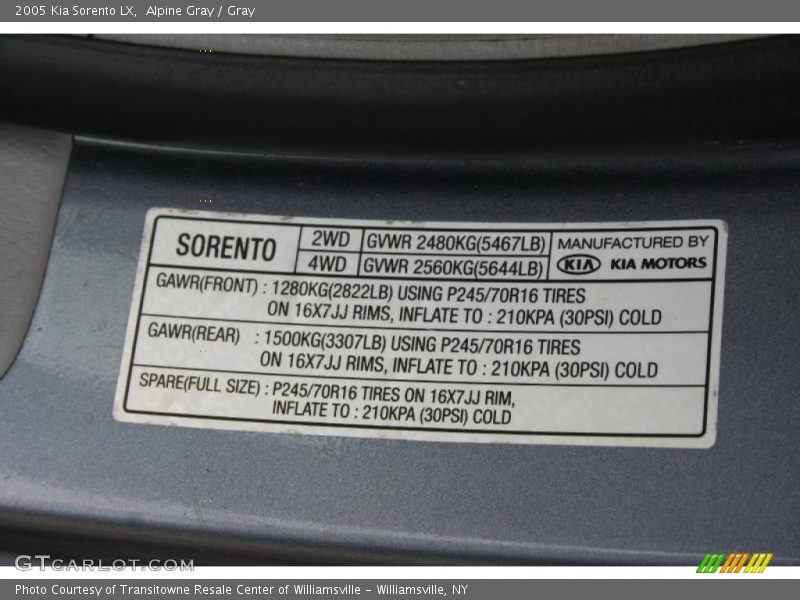 2005 Kia Sorento LX,  Alpine Gray / Gray
SORENTO
2WD GVWR 2480KG(5467LB)
4WD GVWR 2560KG(5644LB)
MANUFACTURED BY
KIA KIA MOTORS
GAWR(FRONT) : 1280KG(2822LB) USING P245/70R16 TIRES
ON 16X7JJ RIMS, INFLATE TO : 210KPA (30PSI) COLD
GAWR(REAR) : 1500KG(3307LB) USING P245/70R16 TIRES
ON 16X7JJ RIMS, INFLATE TO : 210KPA (30PSI) COLD
SPARE(FULL SIZE) : P245/70R16 TIRES ON 16X7JJ RIM,
INFLATE TO : 210KPA (30PSI) COLD
GTCARLOT.COM
Photo Courtesy of Transitowne Resale Center of Williamsville - Williamsville, NY